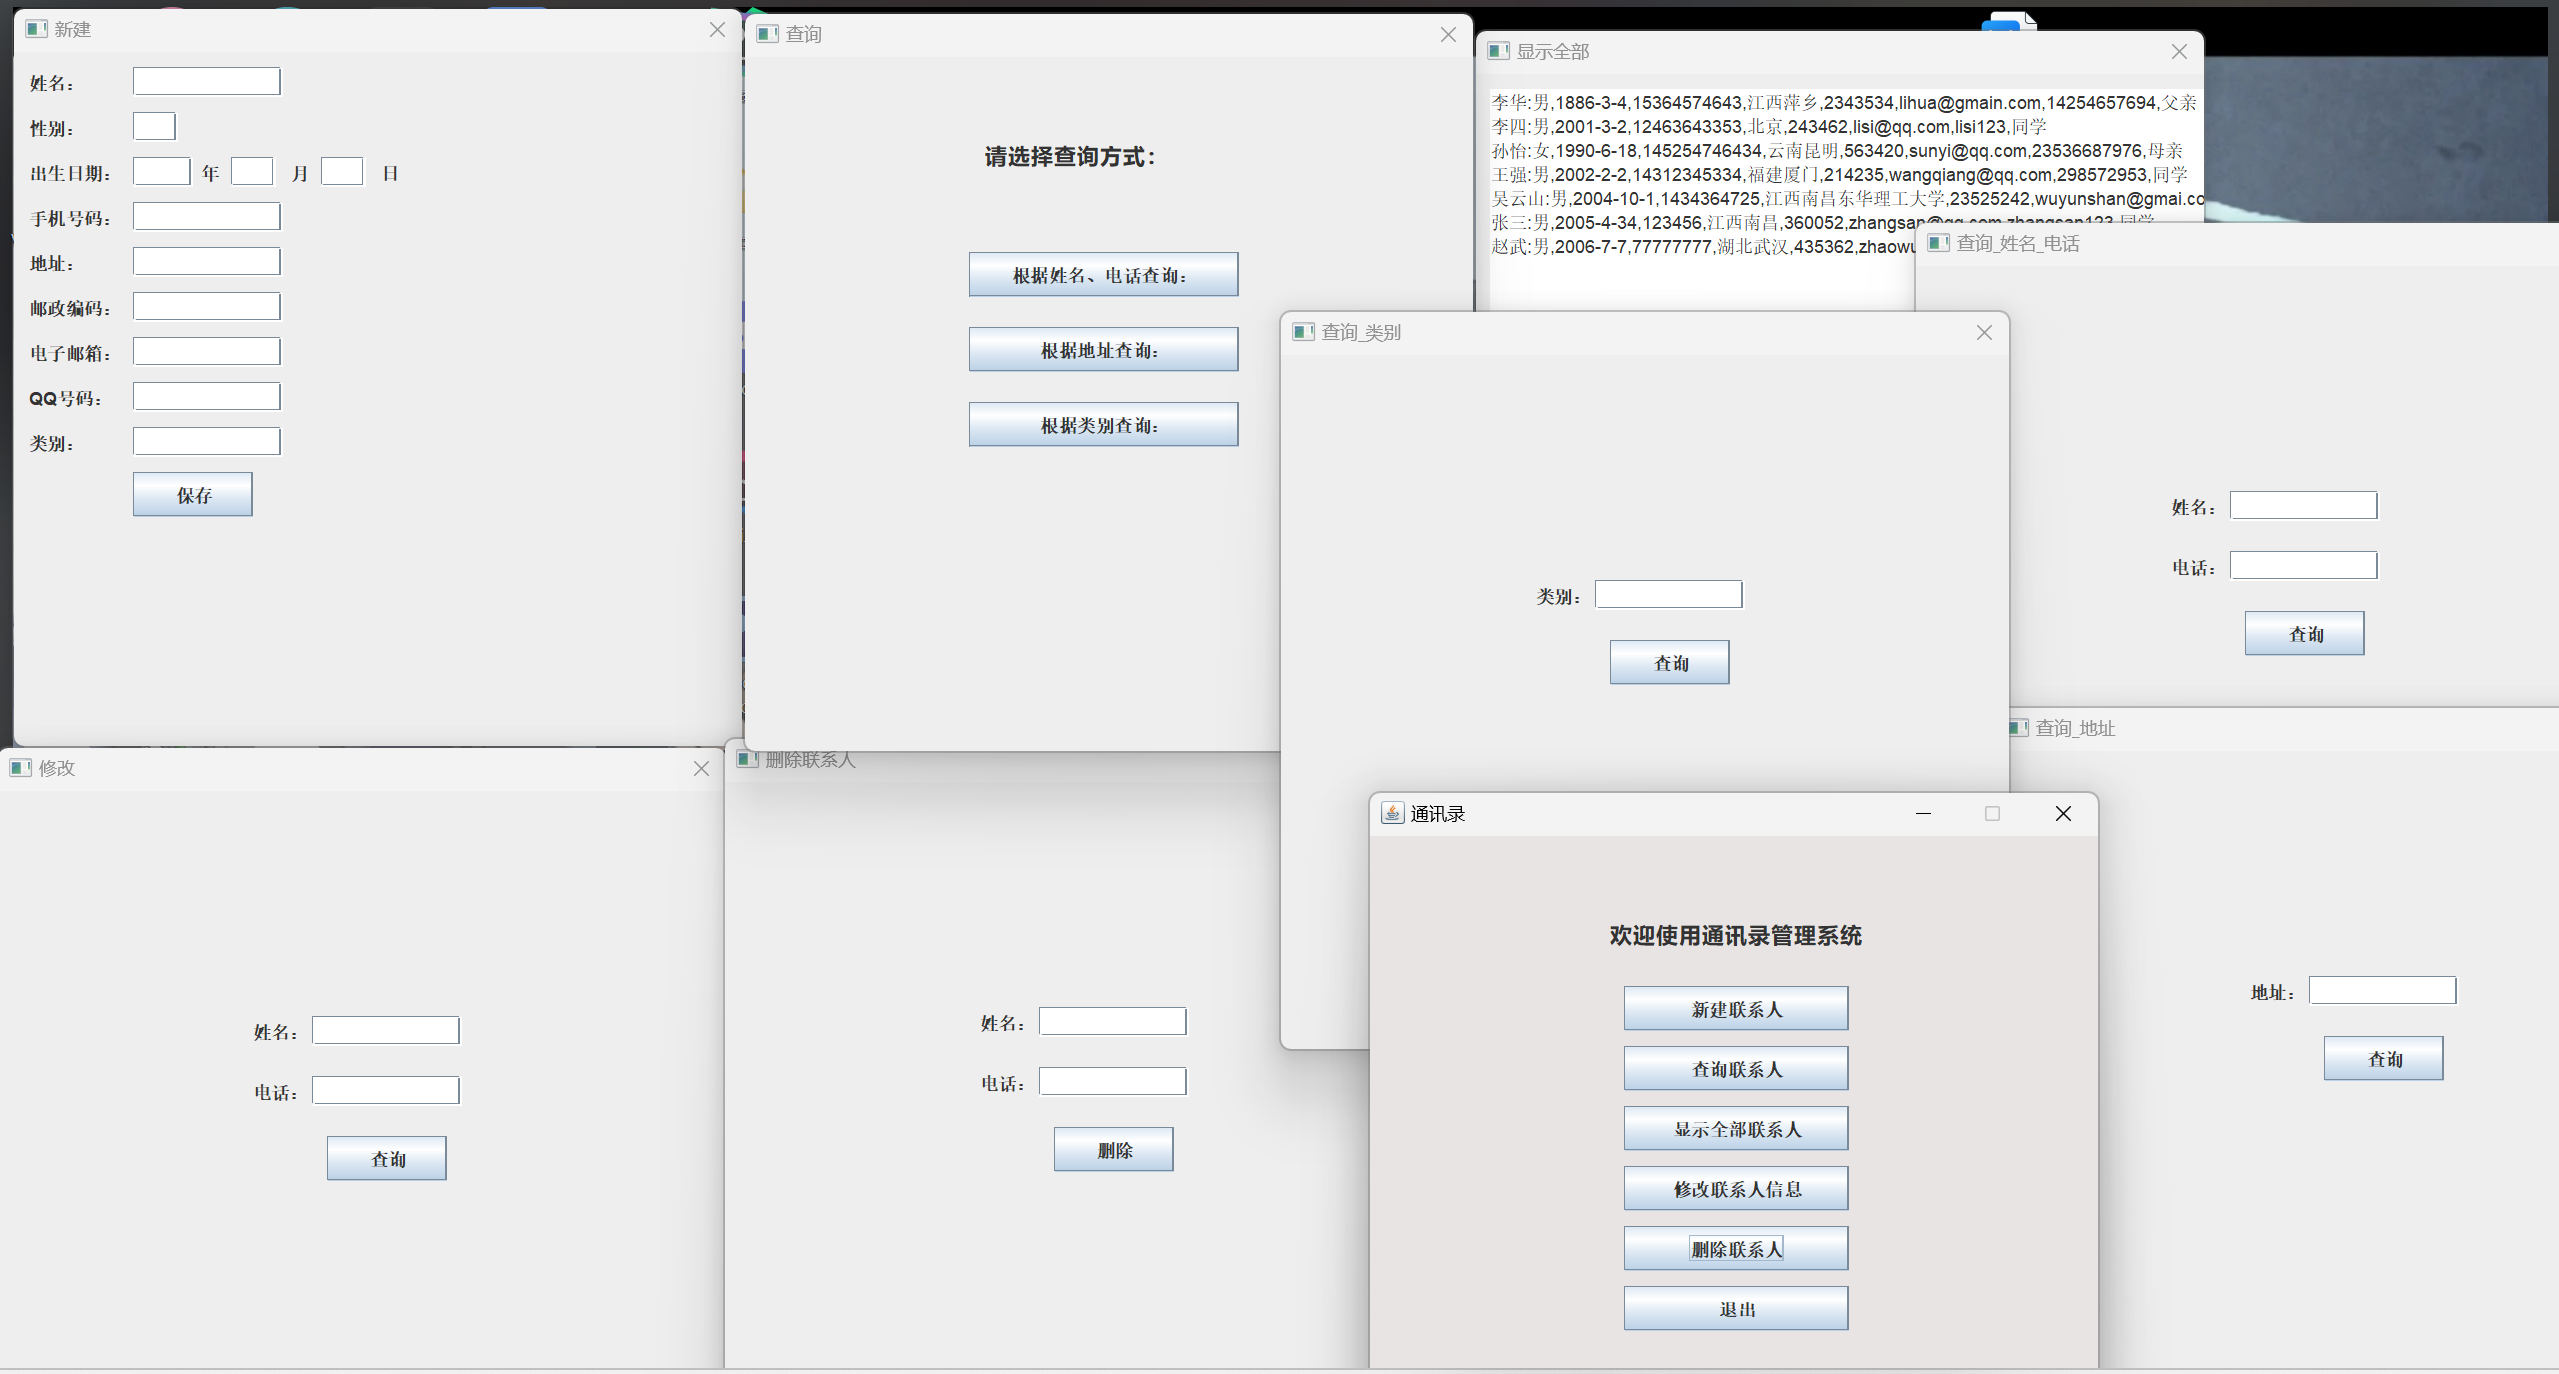 新建
姓名：
性别：
出生日期： 年 月 日
手机号码：
地址：
邮政编码：
电子邮箱：
QQ号码：
类别：
保存
查询
请选择查询方式：
根据姓名、电话查询：
根据地址查询：
根据类别查询：
显示全部
李华:男,1886-3-4,15364574643,江西萍乡,2343534,lihua@gmain.com,14254657694,父亲
李四:男,2001-3-2,12463643353,北京,243462,lisi@qq.com,lisi123,同学
孙怡:女,1990-6-18,145254746434,云南昆明,563420,sunyi@qq.com,23536687976,母亲
王强:男,2002-2-2,14312345334,福建厦门,214235,wangqiang@qq.com,298572953,同学
吴云山:男,2004-10-1,1434364725,江西南昌东华理工大学,23525242,wuyunshan@gmai.co
张三:男,2005-4-34,123456,江西南昌,360052,zhangsan@qq.com,zhangsan123,同学
赵武:男,2006-7-7,77777777,湖北武汉,435362,zhaowu
查询_姓名_电话
姓名：
电话：
查询
查询_类别
类别：
查询
查询_地址
地址：
查询
修改
姓名：
电话：
查询
删除联系人
姓名：
电话：
删除
通讯录
欢迎使用通讯录管理系统
新建联系人
查询联系人
显示全部联系人
修改联系人信息
删除联系人
退出